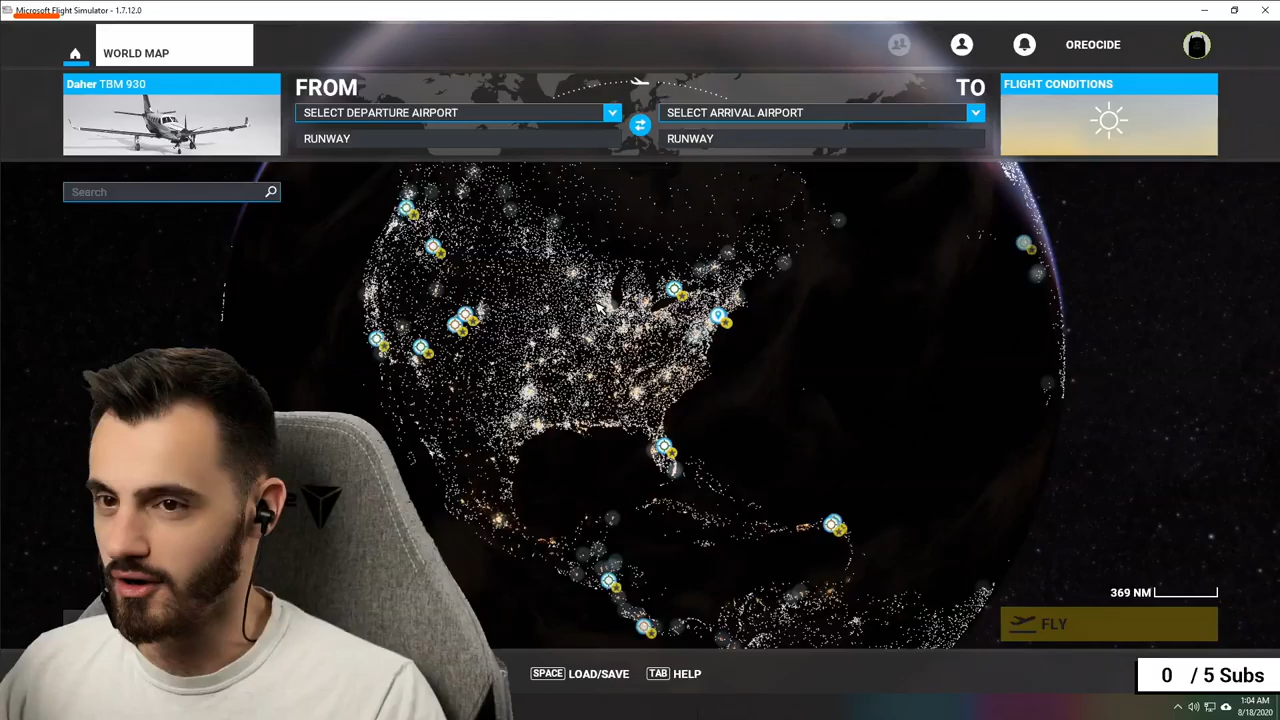 Microsoft Flight Simulator - 1.7.12.0
WORLD MAP
OREOCIDE
Daher TBM 930
FROM
TO
FLIGHT CONDITIONS
SELECT DEPARTURE AIRPORT
SELECT ARRIVAL AIRPORT
RUNWAY
RUNWAY
Search
369 NM
FLY
SPACE LOAD/SAVE
TAB HELP
0 / 5 Subs
1:04 AM
8/18/2020